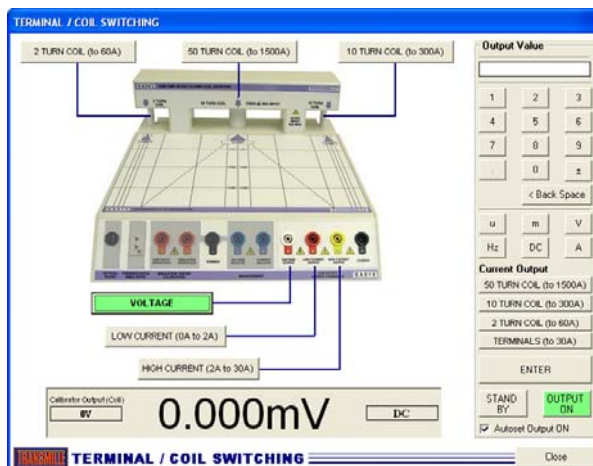 TERMINAL / COIL SWITCHING
2 TURN COIL (to 60A)
50 TURN COIL (to 1500A)
10 TURN COIL (to 300A)
VOLTAGE
LOW CURRENT (0A to 2A)
HIGH CURRENT (2A to 30A)
Calibrator Output (Coil)
0V
0.000mV
DC
TRANSMILLE
TERMINAL / COIL SWITCHING
Output Value
1 2 3
4 5 6
7 8 9
. 0 ±
< Back Space
u m V
Hz DC A
Current Output
50 TURN COIL (to 1500A)
10 TURN COIL (to 300A)
2 TURN COIL (to 60A)
TERMINALS (to 30A)
ENTER
STAND BY
OUTPUT ON
Autoset Output ON
Close